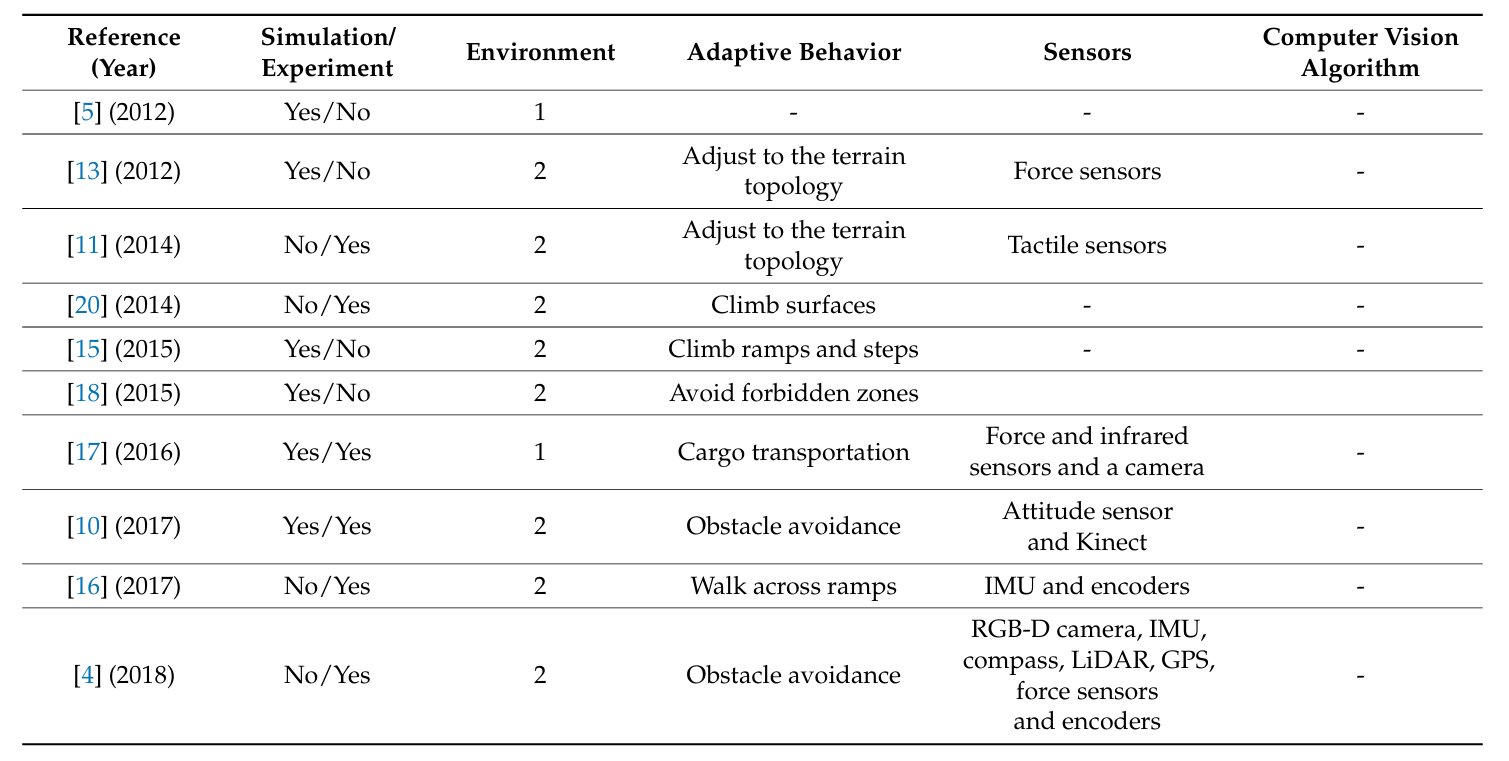 Reference (Year) Simulation/ Experiment Environment Adaptive Behavior Sensors Computer Vision Algorithm
[5] (2012) Yes/No 1 - - -
[13] (2012) Yes/No 2 Adjust to the terrain topology Force sensors -
[11] (2014) No/Yes 2 Adjust to the terrain topology Tactile sensors -
[20] (2014) No/Yes 2 Climb surfaces - -
[15] (2015) Yes/No 2 Climb ramps and steps - -
[18] (2015) Yes/No 2 Avoid forbidden zones
[17] (2016) Yes/Yes 1 Cargo transportation Force and infrared sensors and a camera -
[10] (2017) Yes/Yes 2 Obstacle avoidance Attitude sensor and Kinect -
[16] (2017) No/Yes 2 Walk across ramps IMU and encoders -
[4] (2018) No/Yes 2 Obstacle avoidance RGB-D camera, IMU, compass, LiDAR, GPS, force sensors and encoders -